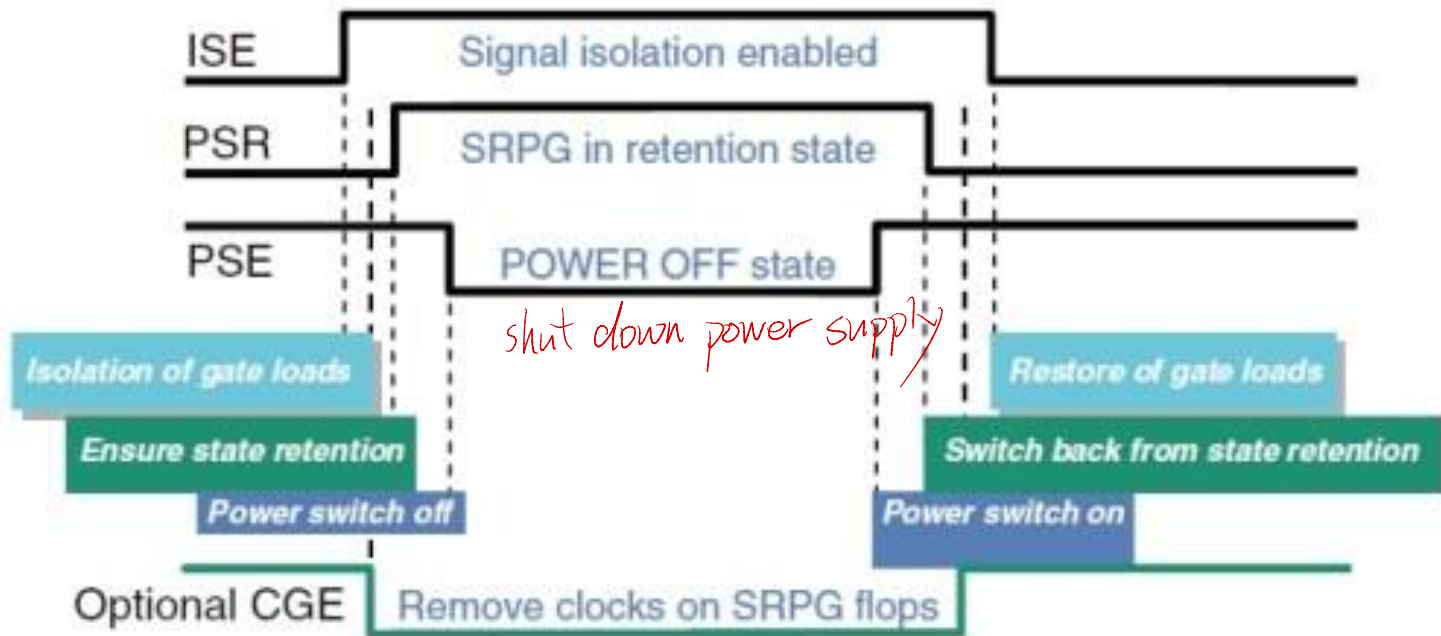 ISE
Signal isolation enabled
PSR
SRPG in retention state
PSE
POWER OFF state
shut down power supply
Isolation of gate loads
Restore of gate loads
Ensure state retention
Switch back from state retention
Power switch off
Power switch on
Optional CGE
Remove clocks on SRPG flops